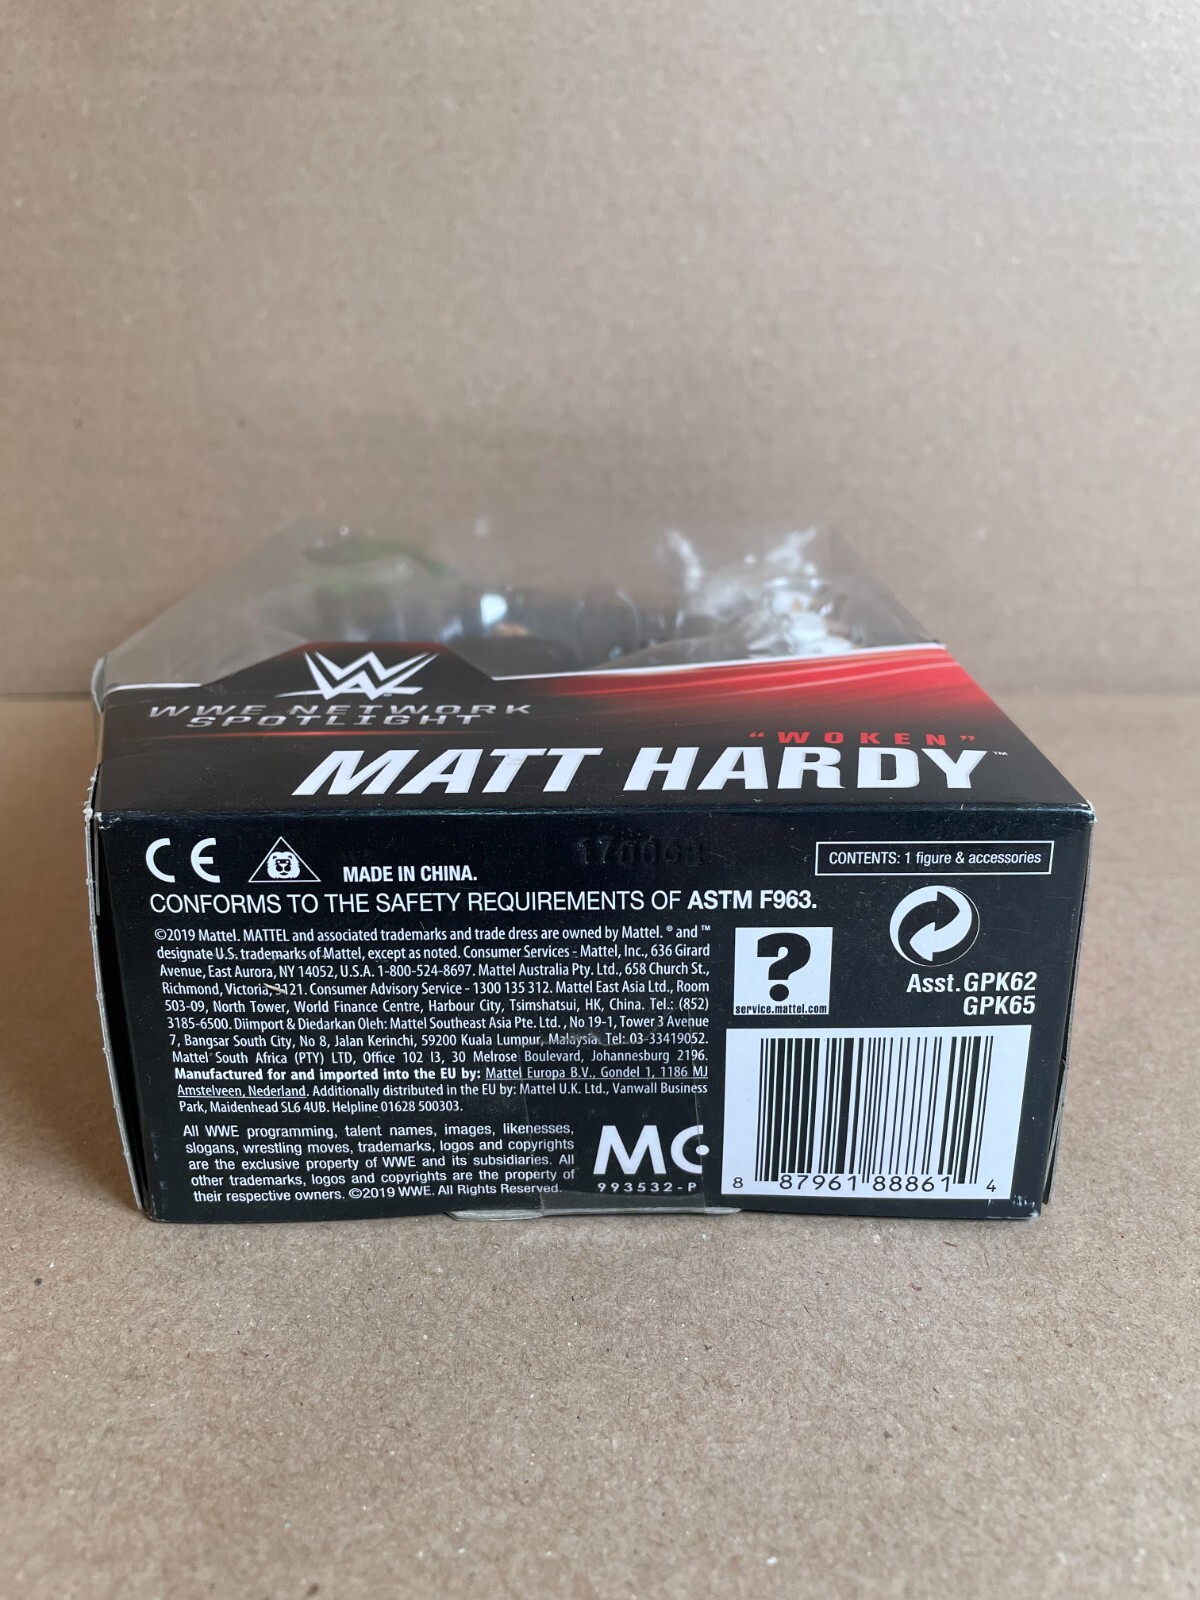 WWE NETWORK
SPOTLIGHT
"WOKEN"
MATT HARDY™
CE
MADE IN CHINA.
CONTENTS: 1 figure & accessories
CONFORMS TO THE SAFETY REQUIREMENTS OF ASTM F963.
©2019 Mattel. MATTEL and associated trademarks and trade dress are owned by Mattel. ® and ™
designate U.S. trademarks of Mattel, except as noted. Consumer Services - Mattel, Inc., 636 Girard
Avenue, East Aurora, NY 14052, U.S.A. 1-800-524-8697. Mattel Australia Pty. Ltd., 658 Church St.,
Richmond, Victoria, 3121. Consumer Advisory Service - 1300 135 312. Mattel East Asia Ltd., Room
503-09, North Tower, World Finance Centre, Harbour City, Tsimshatsui, HK, China. Tel.: (852)
3185-6500. Diimport & Diedarkan Oleh: Mattel Southeast Asia Pte. Ltd., No 19-1, Tower 3 Avenue
7, Bangsar South City, No 8, Jalan Kerinchi, 59200 Kuala Lumpur, Malaysia. Tel: 03-33419052.
Mattel South Africa (PTY) LTD, Office 102 I3, 30 Melrose Boulevard, Johannesburg 2196.
Manufactured for and imported into the EU by: Mattel Europa B.V., Gondel 1, 1186 MJ
Amstelveen, Nederland. Additionally distributed in the EU by: Mattel U.K. Ltd., Vanwall Business
Park, Maidenhead SL6 4UB. Helpline 01628 500303.
All WWE programming, talent names, images, likenesses,
slogans, wrestling moves, trademarks, logos and copyrights
are the exclusive property of WWE and its subsidiaries. All
other trademarks, logos and copyrights are the property of
their respective owners. ©2019 WWE. All Rights Reserved.
993532-P
?
service.mattel.com
Asst.GPK62
GPK65
8 87961 88861 4